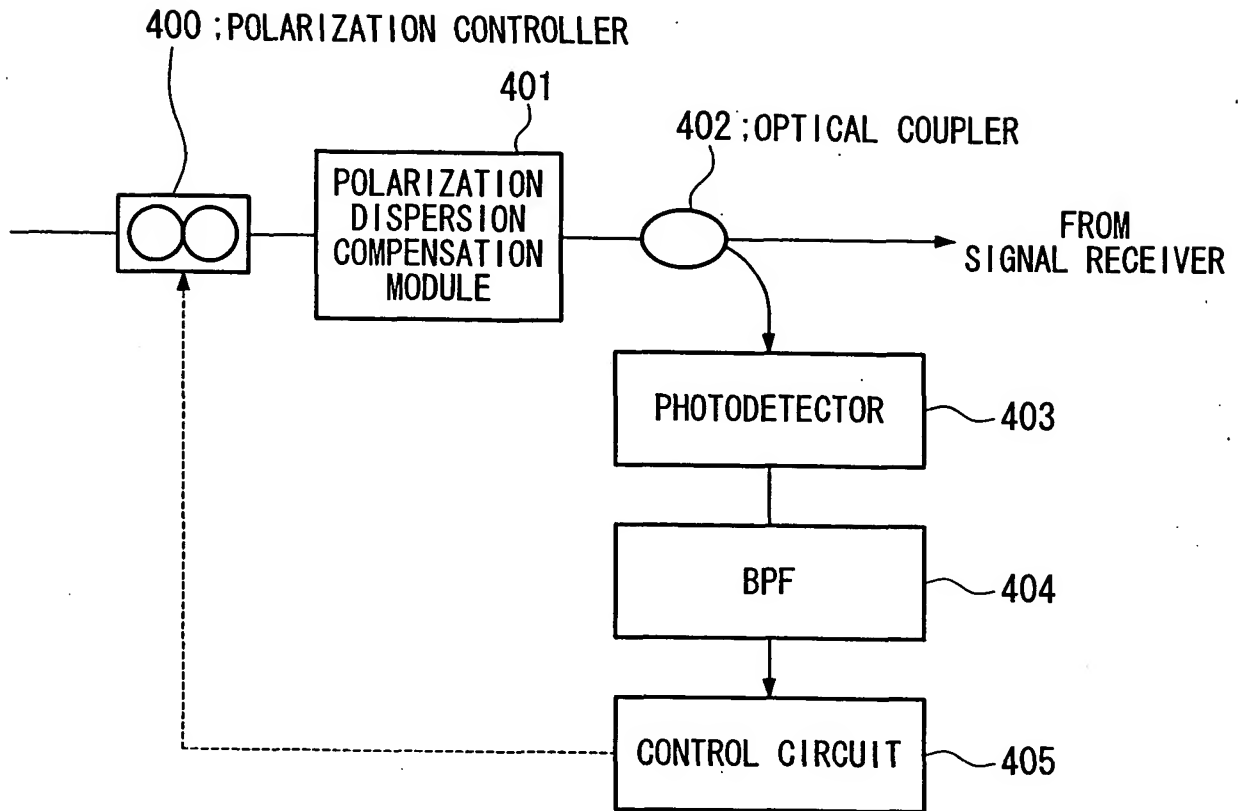 400 ;POLARIZATION CONTROLLER
401
402 ;OPTICAL COUPLER
POLARIZATION
DISPERSION
COMPENSATION
MODULE
FROM
SIGNAL RECEIVER
PHOTODETECTOR
403
BPF
404
CONTROL CIRCUIT
405